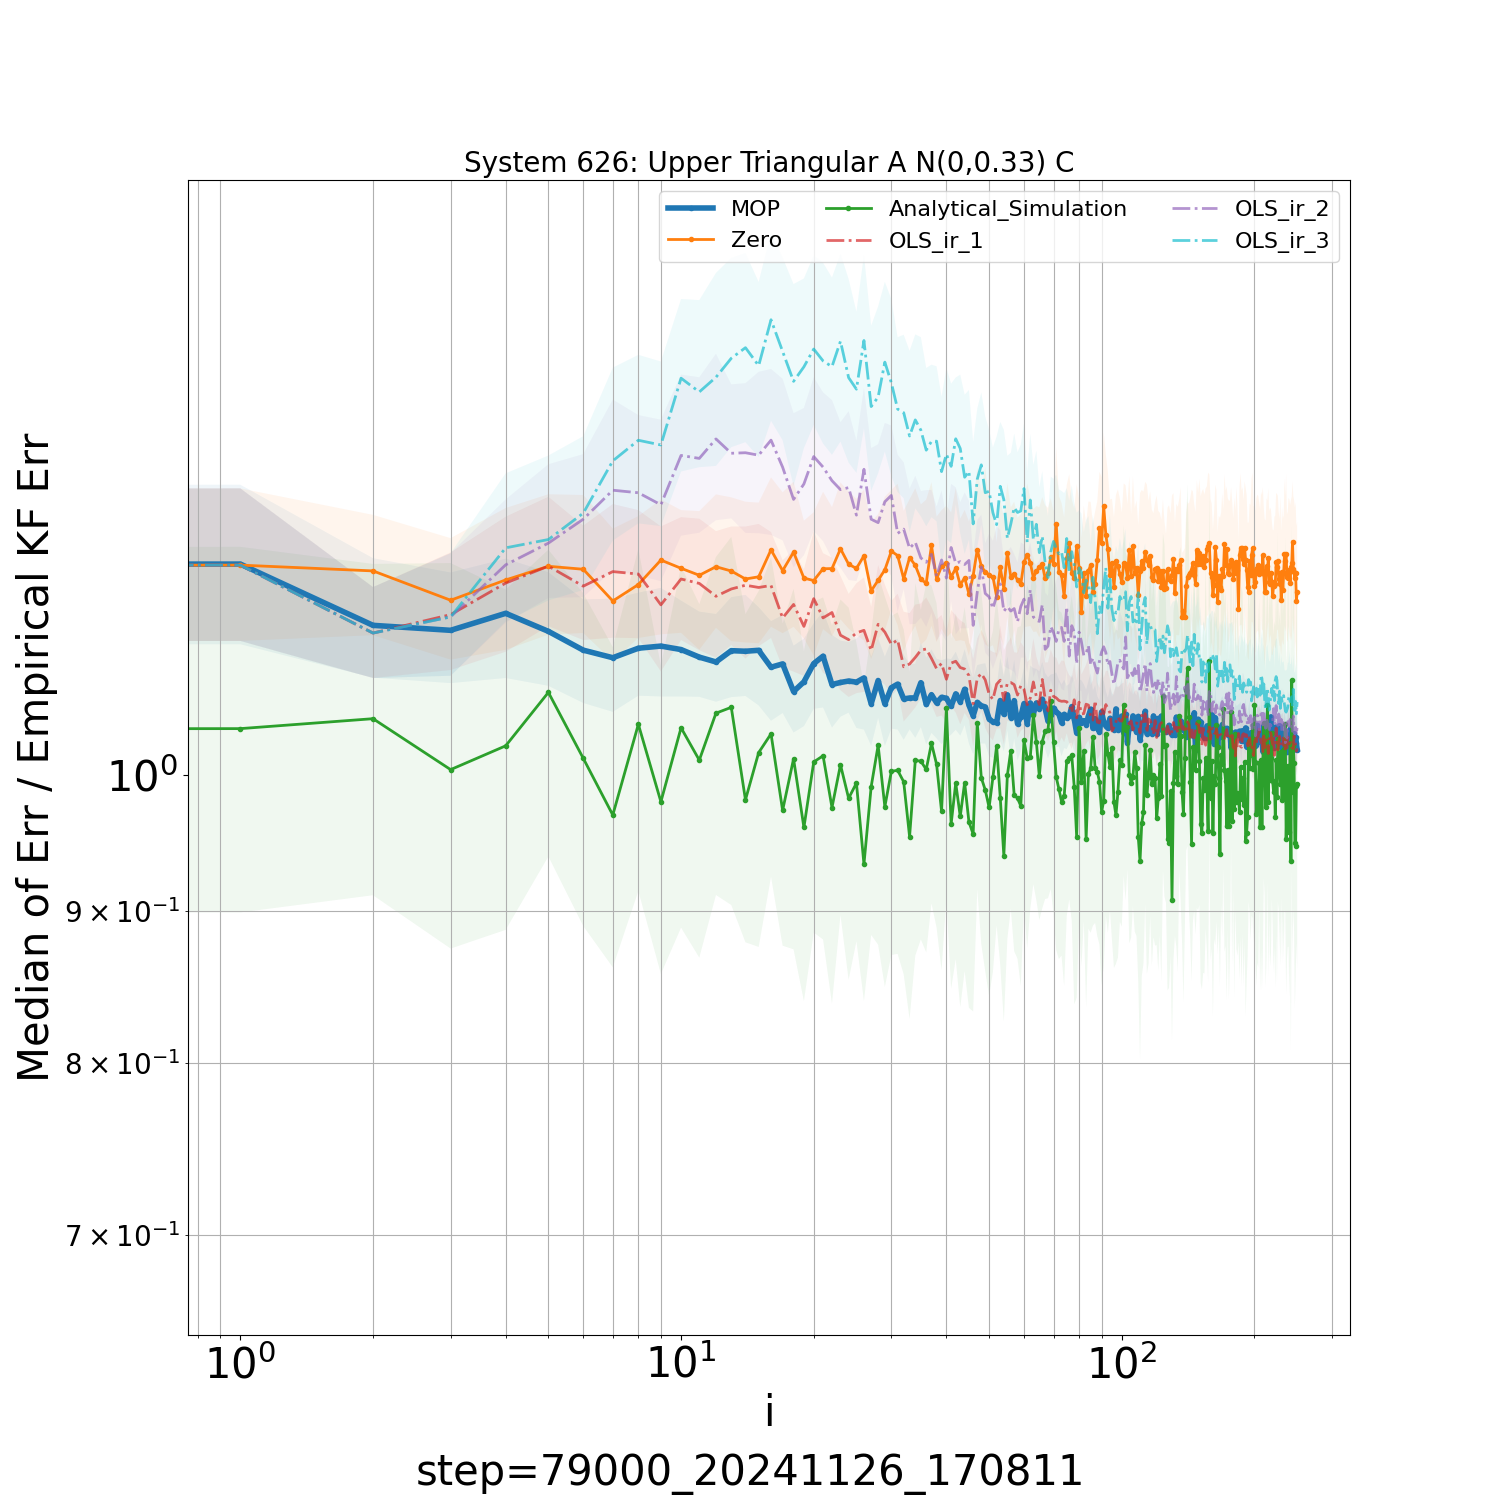 System 626: Upper Triangular A N(0,0.33) C
MOP
Zero
Analytical_Simulation
OLS_ir_1
OLS_ir_2
OLS_ir_3
Median of Err / Empirical KF Err
10⁰
9 × 10⁻¹
8 × 10⁻¹
7 × 10⁻¹
10⁰ 10¹ 10²
i
step=79000_20241126_170811